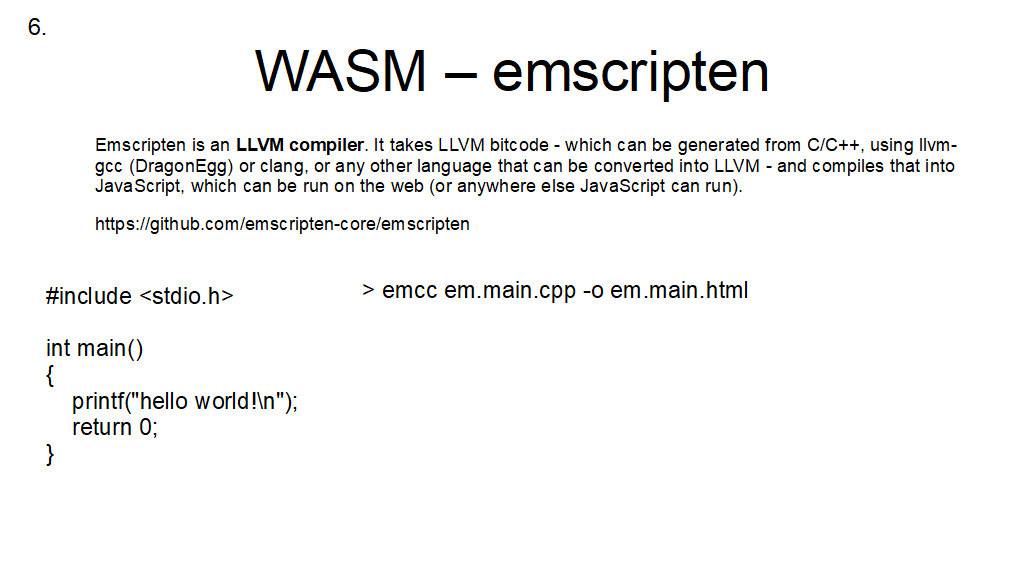 6.
WASM – emscripten
Emscripten is an LLVM compiler. It takes LLVM bitcode - which can be generated from C/C++, using llvm-
gcc (DragonEgg) or clang, or any other language that can be converted into LLVM - and compiles that into
JavaScript, which can be run on the web (or anywhere else JavaScript can run).
https://github.com/emscripten-core/emscripten
#include <stdio.h>
int main()
{
printf("hello world!\n");
return 0;
}
> emcc em.main.cpp -o em.main.html